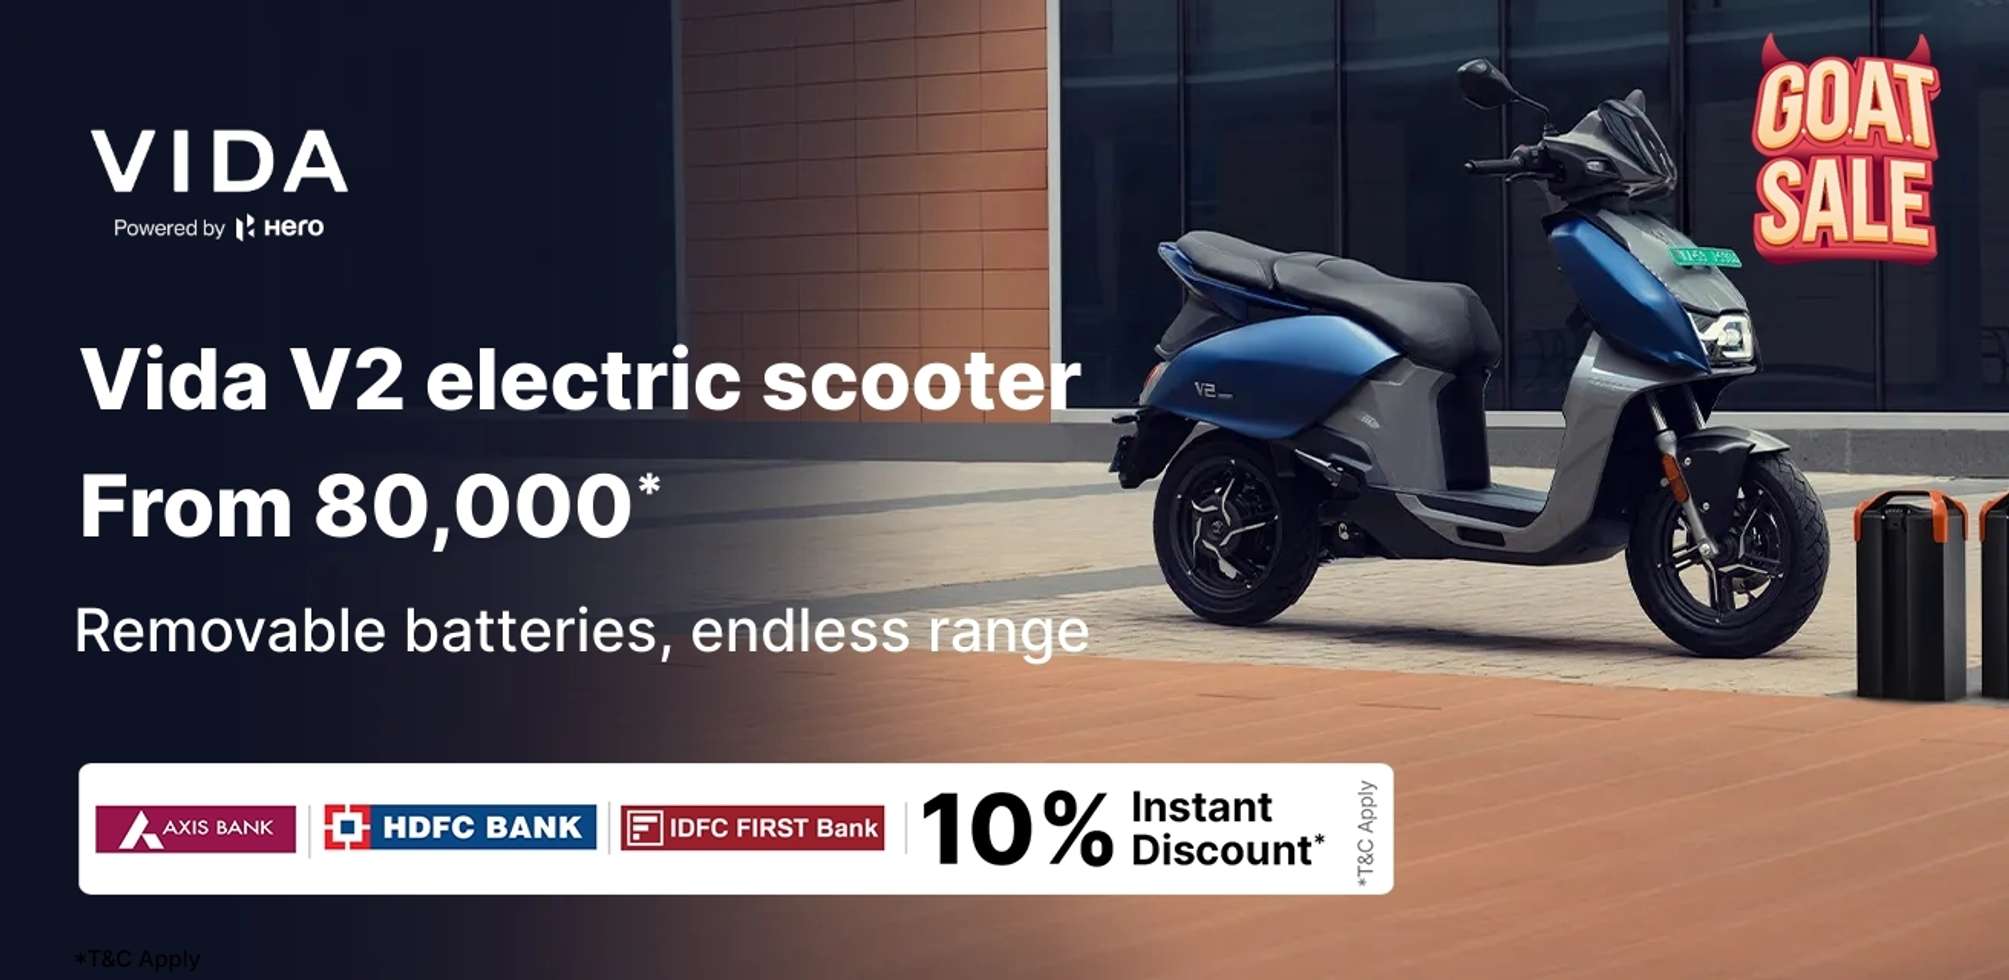 VIDA
Powered by Hero
G.O.A.T
SALE
Vida V2 electric scooter
From 80,000*
Removable batteries, endless range
V2
AXIS BANK
HDFC BANK
IDFC FIRST Bank
10% Instant
Discount*
*T&C Apply
*T&C Apply